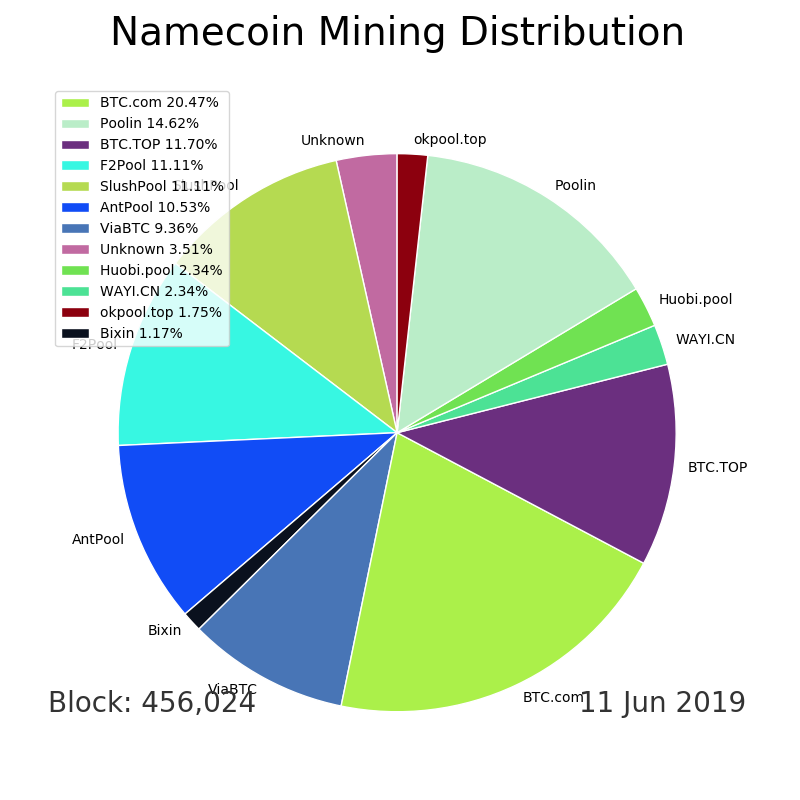 Namecoin Mining Distribution
BTC.com 20.47%
Poolin 14.62%
BTC.TOP 11.70%
F2Pool 11.11%
SlushPool 11.11%
AntPool 10.53%
ViaBTC 9.36%
Unknown 3.51%
Huobi.pool 2.34%
WAYI.CN 2.34%
okpool.top 1.75%
Bixin 1.17%
Unknown
okpool.top
SlushPool
Poolin
Huobi.pool
WAYI.CN
F2Pool
BTC.TOP
AntPool
Bixin
ViaBTC
BTC.com
Block: 456,024
11 Jun 2019